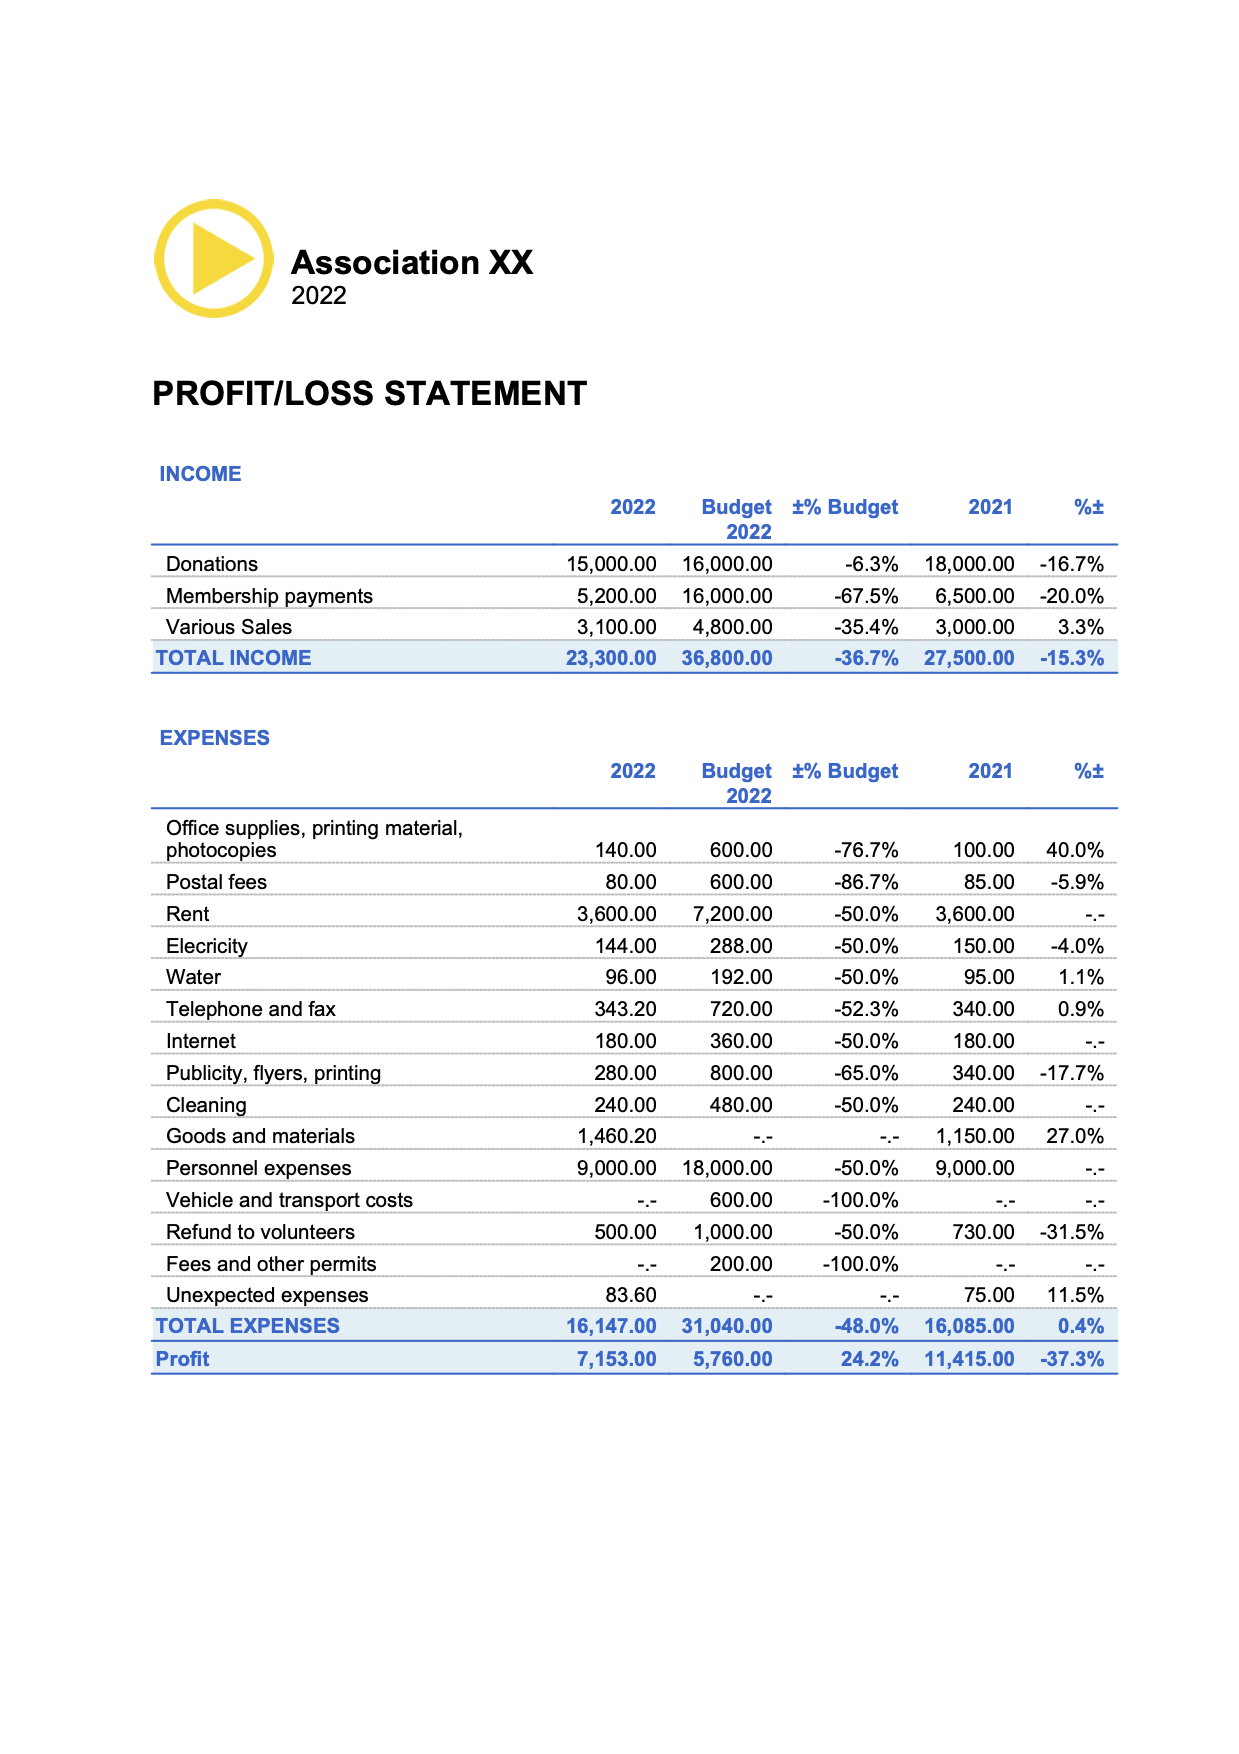 Association XX
2022
PROFIT/LOSS STATEMENT
INCOME
2022 Budget 2022 ±% Budget 2021 %±
Donations 15,000.00 16,000.00 -6.3% 18,000.00 -16.7%
Membership payments 5,200.00 16,000.00 -67.5% 6,500.00 -20.0%
Various Sales 3,100.00 4,800.00 -35.4% 3,000.00 3.3%
TOTAL INCOME 23,300.00 36,800.00 -36.7% 27,500.00 -15.3%
EXPENSES
2022 Budget 2022 ±% Budget 2021 %±
Office supplies, printing material,
photocopies 140.00 600.00 -76.7% 100.00 40.0%
Postal fees 80.00 600.00 -86.7% 85.00 -5.9%
Rent 3,600.00 7,200.00 -50.0% 3,600.00 -.-
Elecricity 144.00 288.00 -50.0% 150.00 -4.0%
Water 96.00 192.00 -50.0% 95.00 1.1%
Telephone and fax 343.20 720.00 -52.3% 340.00 0.9%
Internet 180.00 360.00 -50.0% 180.00 -.-
Publicity, flyers, printing 280.00 800.00 -65.0% 340.00 -17.7%
Cleaning 240.00 480.00 -50.0% 240.00 -.-
Goods and materials 1,460.20 -.- -.- 1,150.00 27.0%
Personnel expenses 9,000.00 18,000.00 -50.0% 9,000.00 -.-
Vehicle and transport costs -.- 600.00 -100.0% -.- -.-
Refund to volunteers 500.00 1,000.00 -50.0% 730.00 -31.5%
Fees and other permits -.- 200.00 -100.0% -.- -.-
Unexpected expenses 83.60 -.- -.- 75.00 11.5%
TOTAL EXPENSES 16,147.00 31,040.00 -48.0% 16,085.00 0.4%
Profit 7,153.00 5,760.00 24.2% 11,415.00 -37.3%